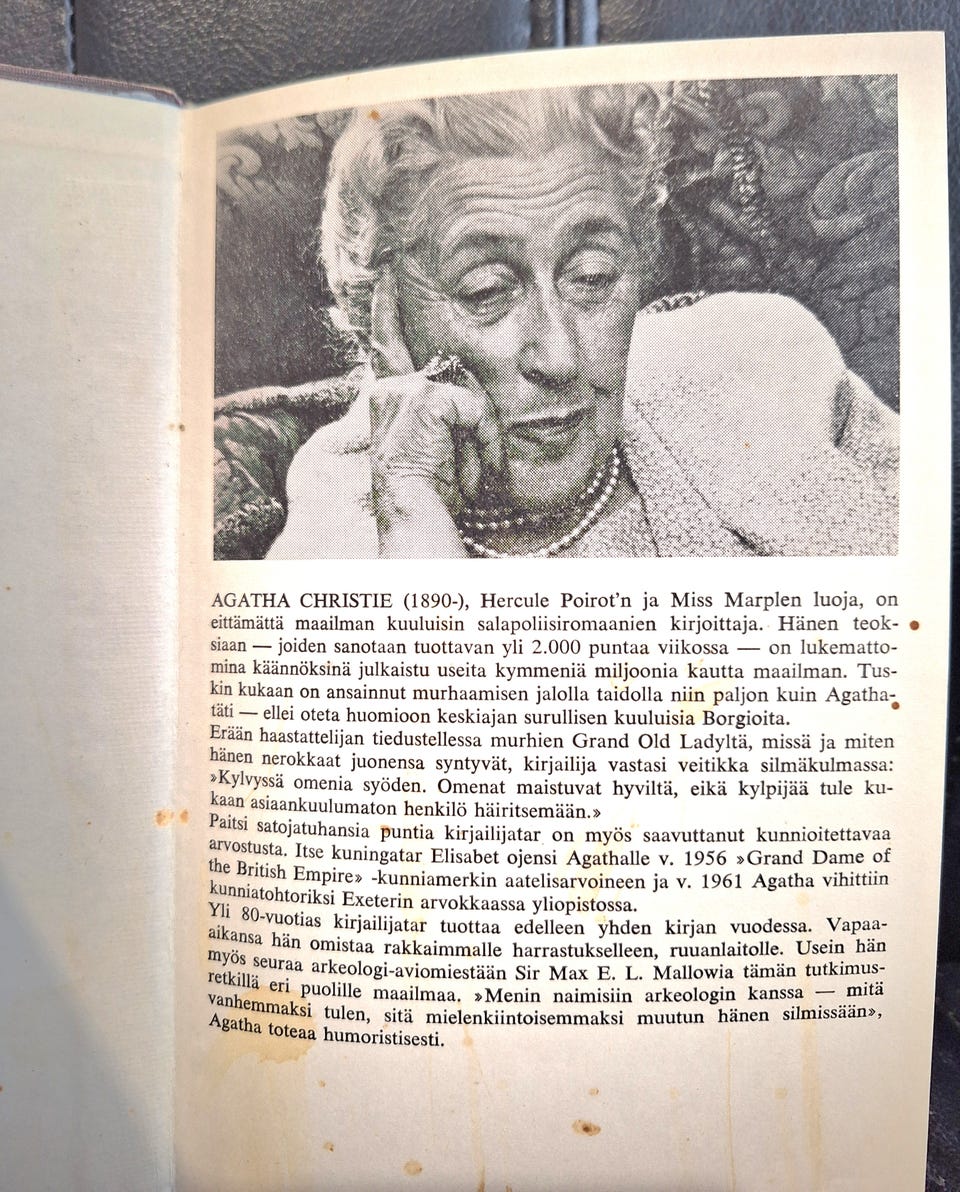 AGATHA CHRISTIE (1890-), Hercule Poirot'n ja Miss Marplen luoja, on
eittämättä maailman kuuluisin salapoliisiromaanien kirjoittaja. Hänen teok-
siaan — joiden sanotaan tuottavan yli 2.000 puntaa viikossa — on lukematto-
mina käännöksinä julkaistu useita kymmeniä miljoonia kautta maailman. Tus-
kin kukaan on ansainnut murhaamisen jalolla taidolla niin paljon kuin Agatha-
täti — ellei oteta huomioon keskiajan surullisen kuuluisia Borgioita.
Erään haastattelijan tiedustellessa murhien Grand Old Ladyltä, missä ja miten
hänen nerokkaat juonensa syntyvät, kirjailija vastasi veitikka silmäkulmassa:
»Kylvyssä omenia syöden. Omenat maistuvat hyviltä, eikä kylpijää tule ku-
kaan asiaankuulumaton henkilö häiritsemään.»
Paitsi satojatuhansia puntia kirjailijatar on myös saavuttanut kunnioitettavaa
arvostusta. Itse kuningatar Elisabet ojensi Agathalle v. 1956 »Grand Dame of
the British Empire» -kunniamerkin aatelisarvoineen ja v. 1961 Agatha vihittiin
kunniatohtoriksi Exeterin arvokkaassa yliopistossa.
Yli 80-vuotias kirjailijatar tuottaa edelleen yhden kirjan vuodessa. Vapaa-
aikansa hän omistaa rakkaimmalle harrastukselleen, ruuanlaitolle. Usein hän
myös seuraa arkeologi-aviomiestään Sir Max E. L. Mallowia tämän tutkimus-
retkillä eri puolille maailmaa. »Menin naimisiin arkeologin kanssa — mitä
vanhemmaksi tulen, sitä mielenkiintoisemmaksi muutun hänen silmissään»,
Agatha toteaa humoristisesti.